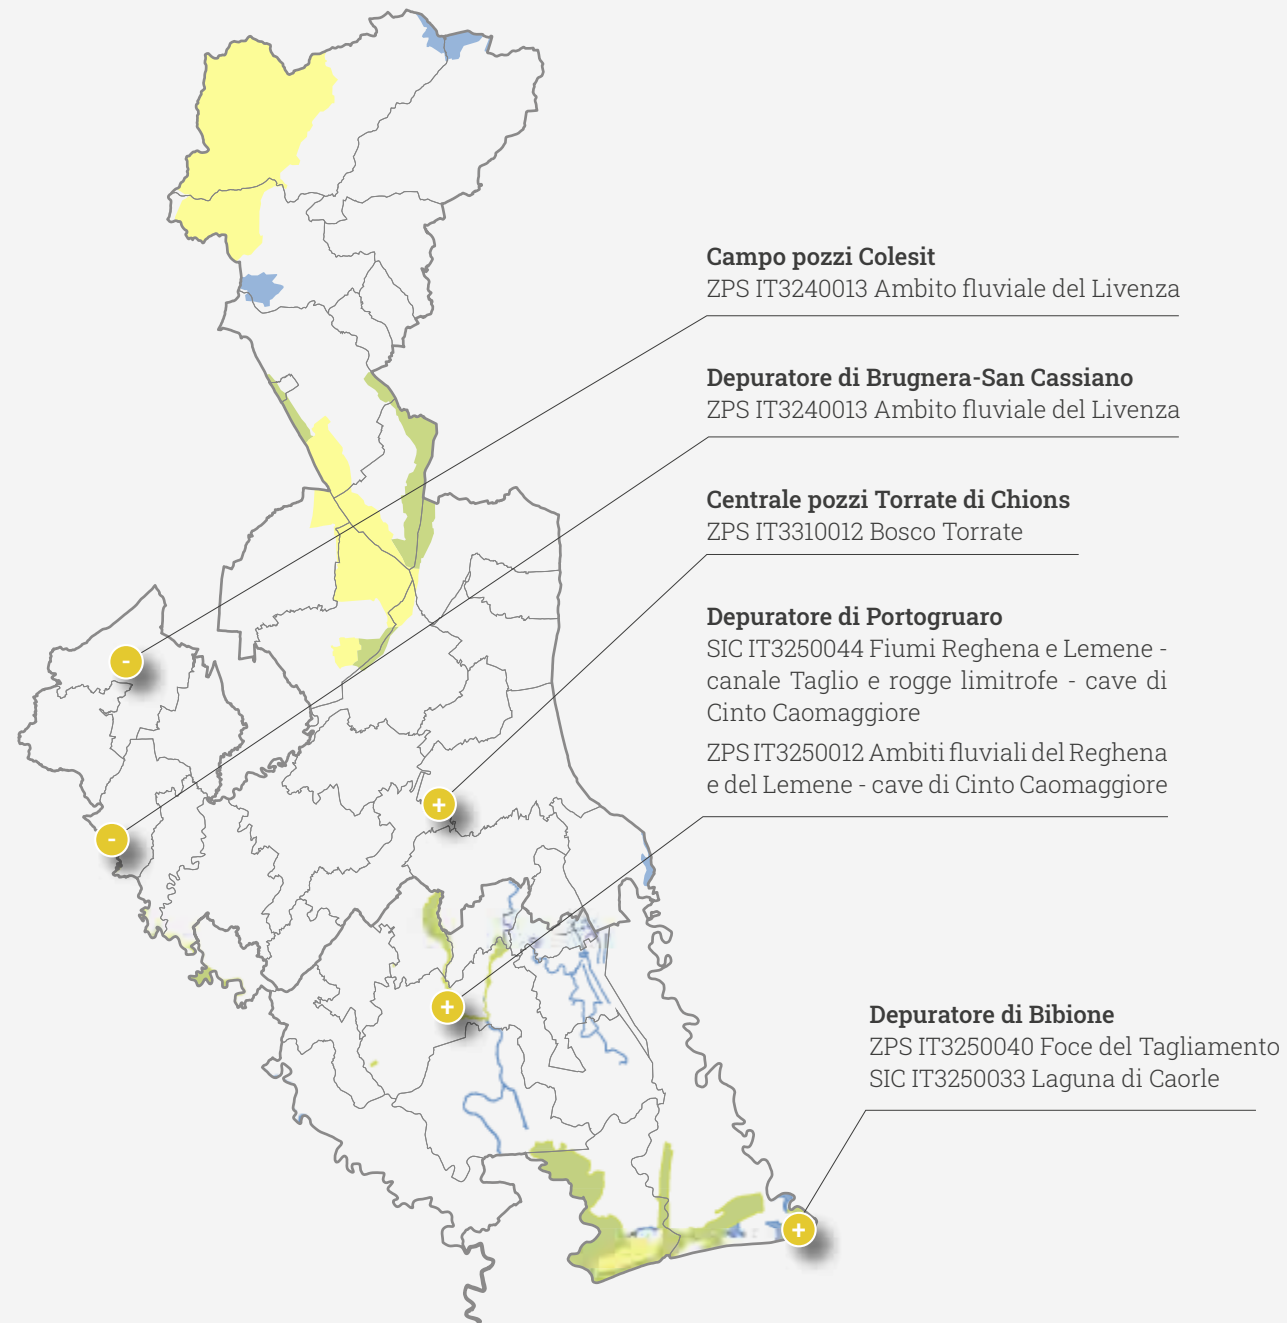 Campo pozzi Colesit
ZPS IT3240013 Ambito fluviale del Livenza
Depuratore di Brugnera-San Cassiano
ZPS IT3240013 Ambito fluviale del Livenza
Centrale pozzi Torrate di Chions
ZPS IT3310012 Bosco Torrate
Depuratore di Portogruaro
SIC IT3250044 Fiumi Reghena e Lemene -
canale Taglio e rogge limitrofe - cave di
Cinto Caomaggiore
ZPS IT3250012 Ambiti fluviali del Reghena
e del Lemene - cave di Cinto Caomaggiore
Depuratore di Bibione
ZPS IT3250040 Foce del Tagliamento
SIC IT3250033 Laguna di Caorle
-
-
+
+
+